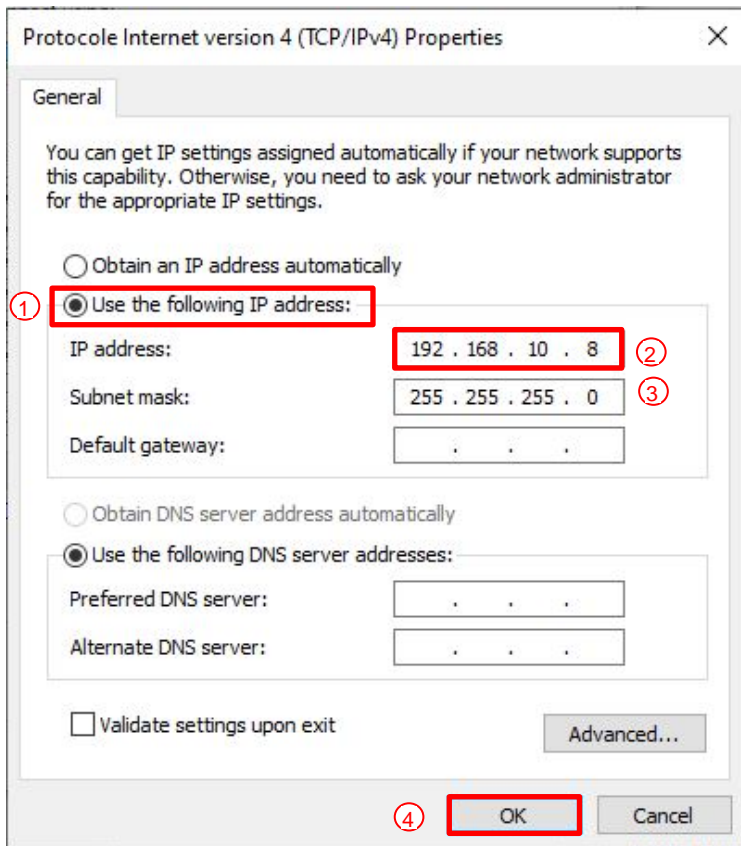 Protocole Internet version 4 (TCP/IPv4) Properties
General
You can get IP settings assigned automatically if your network supports
this capability. Otherwise, you need to ask your network administrator
for the appropriate IP settings.
Obtain an IP address automatically
1 Use the following IP address:
IP address: 192 . 168 . 10 . 8 2
Subnet mask: 255 . 255 . 255 . 0 3
Default gateway: . . .
Obtain DNS server address automatically
Use the following DNS server addresses:
Preferred DNS server: . . .
Alternate DNS server: . . .
Validate settings upon exit
Advanced...
4 OK Cancel